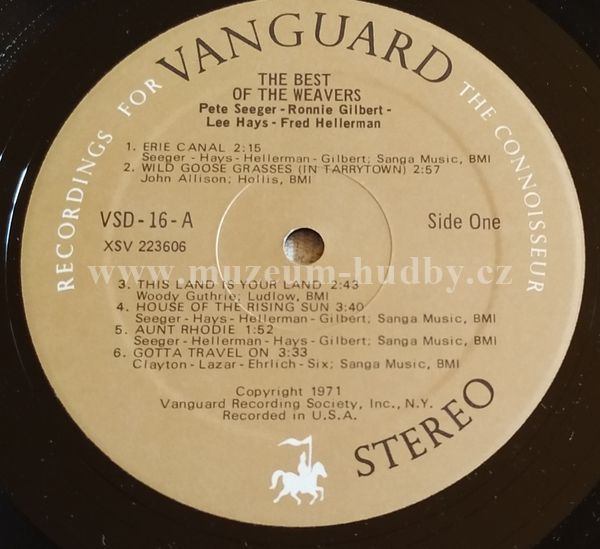 RECORDINGS FOR VANGUARD THE CONNOISSEUR
THE BEST
OF THE WEAVERS
Pete Seeger - Ronnie Gilbert -
Lee Hays - Fred Hellerman
1. ERIE CANAL 2:15
Seeger - Hays - Hellerman - Gilbert; Sanga Music, BMI
2. WILD GOOSE GRASSES (IN TARRYTOWN) 2:57
John Allison; Hollis, BMI
VSD - 16 - A Side One
XSV 223606
www.muzeum-hudby.cz
3. THIS LAND IS YOUR LAND 2:43
Woody Guthrie; Ludlow, BMI
4. HOUSE OF THE RISING SUN 3:40
Seeger - Hays - Hellerman - Gilbert; Sanga Music, BMI
5. AUNT RHODIE 1:52
Seeger - Hellerman - Hays - Gilbert; Sanga Music, BMI
6. GOTTA TRAVEL ON 3:33
Clayton - Lazar - Ehrlich - Six; Sanga Music, BMI
Copyright 1971
Vanguard Recording Society, Inc., N.Y.
Recorded in U.S.A.
STEREO